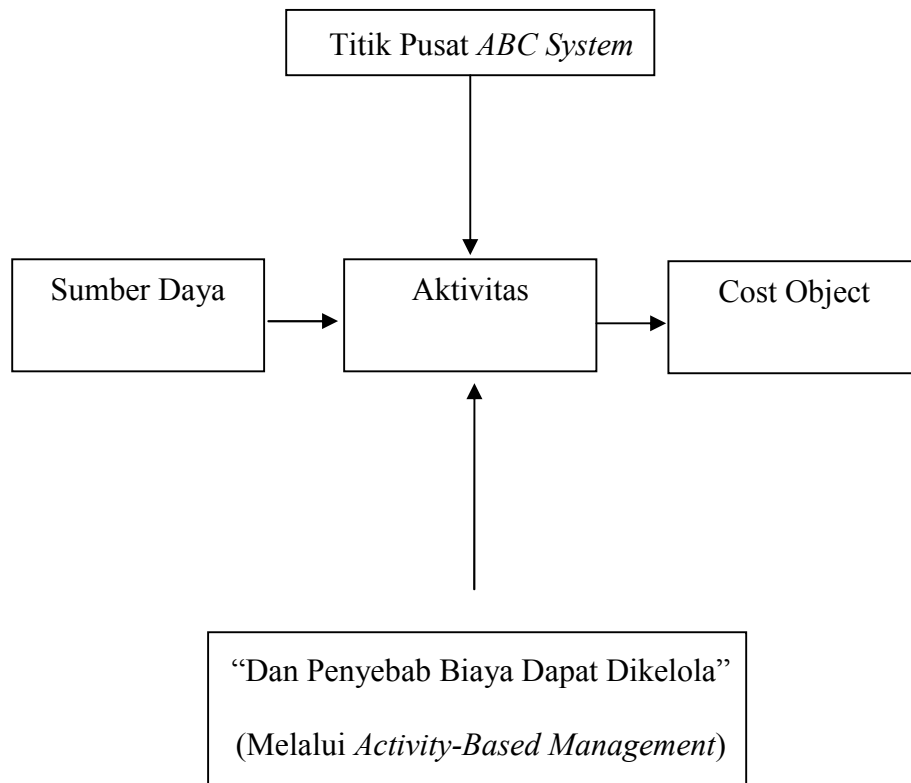 Titik Pusat ABC System
Sumber Daya
Aktivitas
Cost Object
“Dan Penyebab Biaya Dapat Dikelola”
(Melalui Activity-Based Management)